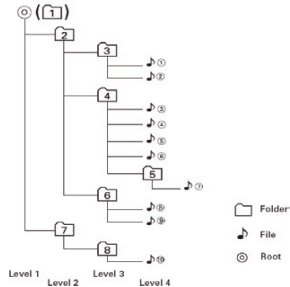 (1)
2
3
①
②
4
③
④
⑤
⑥
5
⑦
6
⑧
⑨
7
8
⑩
Folder
File
Root
Level 1
Level 2
Level 3
Level 4